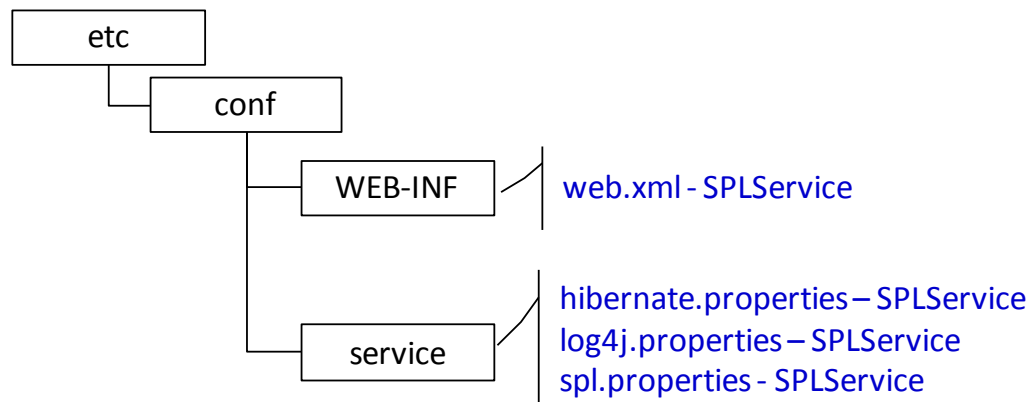 etc
conf
WEB-INF
web.xml - SPLService
hibernate.properties – SPLService
log4j.properties – SPLService
service
spl.properties - SPLService